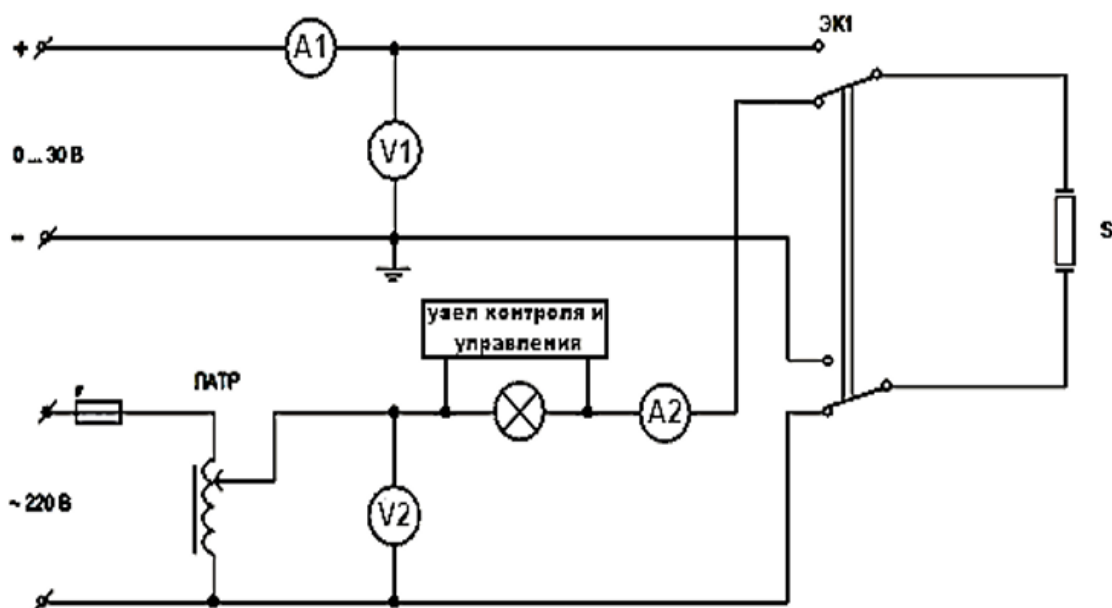 +
A1
ЭК1
V1
0 ... 30 В
S
-
узел контроля и
управления
ЛАТР
F
A2
~ 220 В
V2